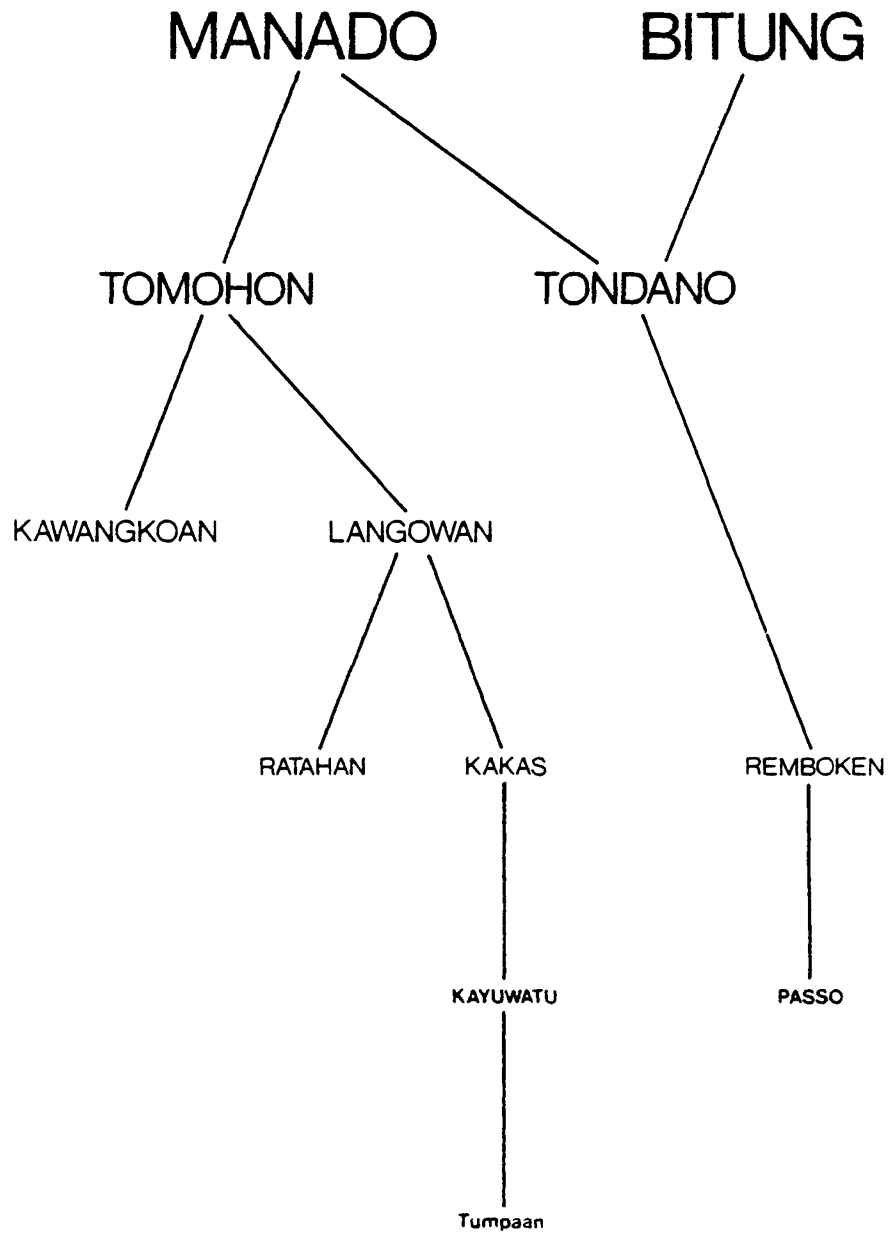 MANADO BITUNG
TOMOHON TONDANO
KAWANGKOAN LANGOWAN
RATAHAN KAKAS REMBOKEN
KAYUWATU PASSO
Tumpaan